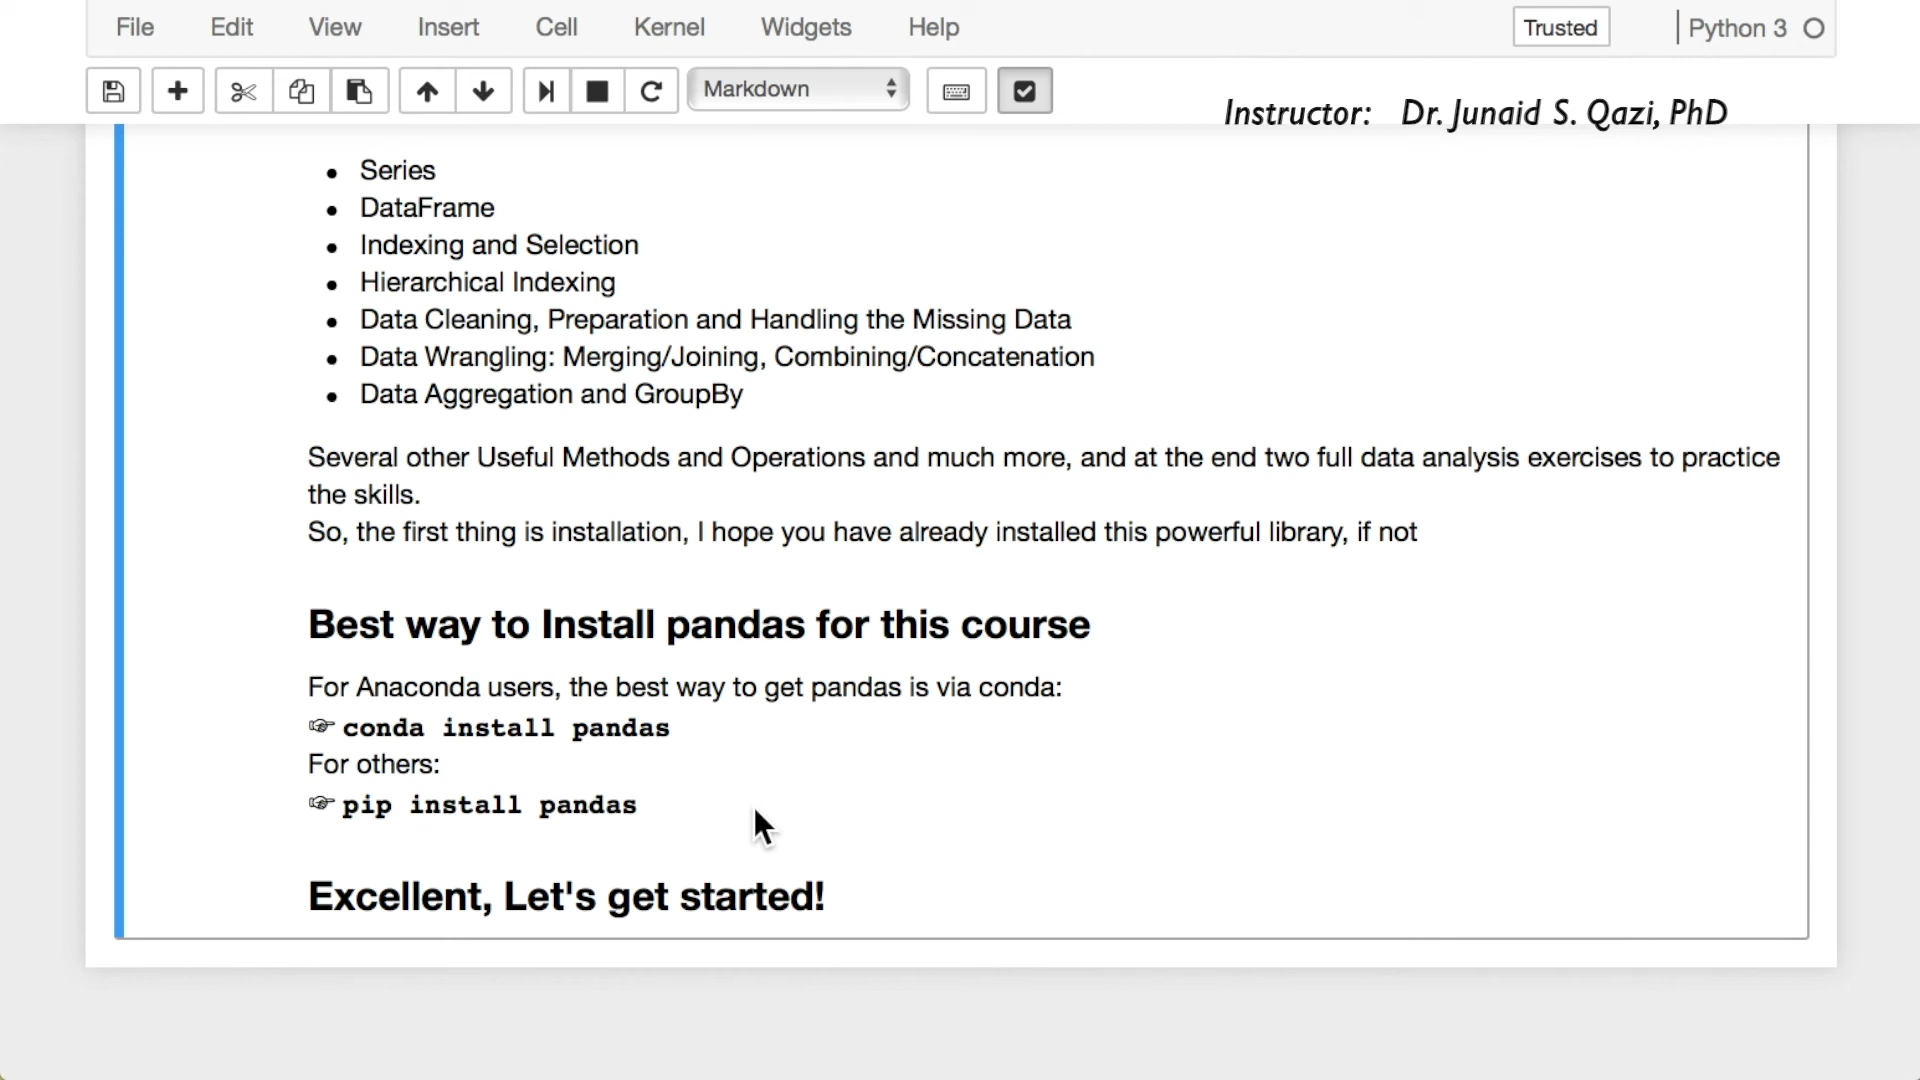 File Edit View Insert Cell Kernel Widgets Help Trusted Python 3
Markdown
Instructor: Dr. Junaid S. Qazi, PhD
Series
DataFrame
Indexing and Selection
Hierarchical Indexing
Data Cleaning, Preparation and Handling the Missing Data
Data Wrangling: Merging/Joining, Combining/Concatenation
Data Aggregation and GroupBy
Several other Useful Methods and Operations and much more, and at the end two full data analysis exercises to practice
the skills.
So, the first thing is installation, I hope you have already installed this powerful library, if not
Best way to Install pandas for this course
For Anaconda users, the best way to get pandas is via conda:
☞ conda install pandas
For others:
☞ pip install pandas
Excellent, Let's get started!